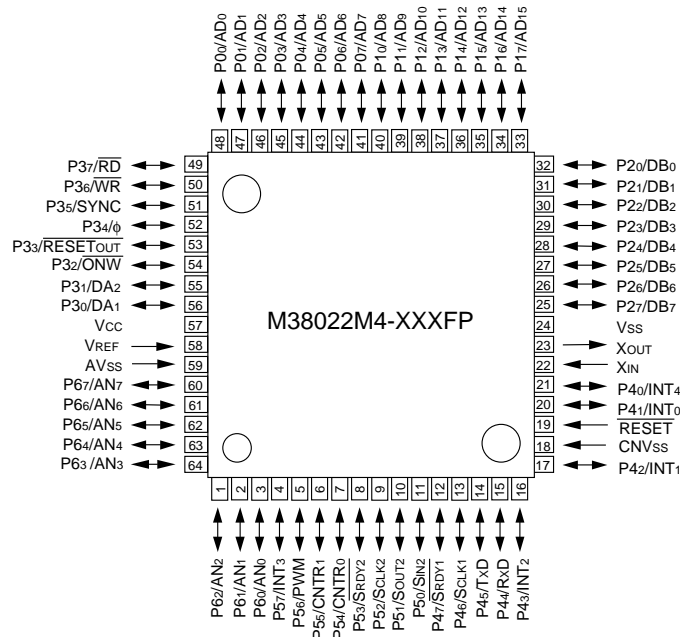 P00/AD0
P01/AD1
P02/AD2
P03/AD3
P04/AD4
P05/AD5
P06/AD6
P07/AD7
P10/AD8
P11/AD9
P12/AD10
P13/AD11
P14/AD12
P15/AD13
P16/AD14
P17/AD15
48 47 46 45 44 43 42 41 40 39 38 37 36 35 34 33
P37/RD 49
P36/WR 50
P35/SYNC 51
P34/ϕ 52
P33/RESETOUT 53
P32/ONW 54
P31/DA2 55
P30/DA1 56
VCC 57
VREF 58
AVSS 59
P67/AN7 60
P66/AN6 61
P65/AN5 62
P64/AN4 63
P63/AN3 64
M38022M4-XXXFP
32 P20/DB0
31 P21/DB1
30 P22/DB2
29 P23/DB3
28 P24/DB4
27 P25/DB5
26 P26/DB6
25 P27/DB7
24 VSS
23 XOUT
22 XIN
21 P40/INT4
20 P41/INT0
19 RESET
18 CNVSS
17 P42/INT1
1 2 3 4 5 6 7 8 9 10 11 12 13 14 15 16
P62/AN2
P61/AN1
P60/AN0
P57/INT3
P56/PWM
P55/CNTR1
P54/CNTR0
P53/SRDY2
P52/SCLK2
P51/SOUT2
P50/SIN2
P47/SRDY1
P46/SCLK1
P45/TXD
P44/RXD
P43/INT2